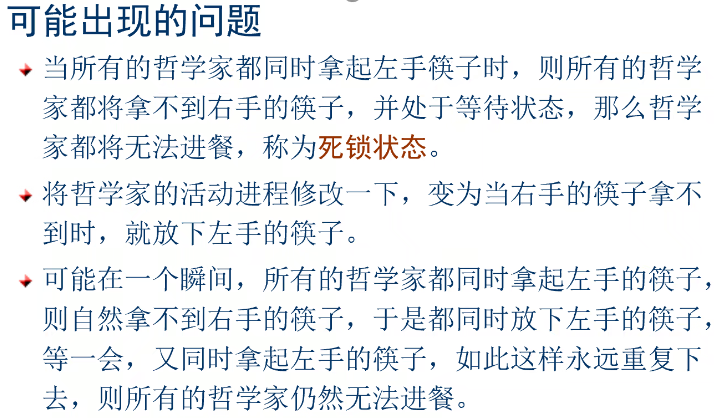 可能出现的问题
当所有的哲学家都同时拿起左手筷子时，则所有的哲学
家都将拿不到右手的筷子，并处于等待状态，那么哲学
家都将无法进餐，称为死锁状态。
将哲学家的活动进程修改一下，变为当右手的筷子拿不
到时，就放下左手的筷子。
可能在一个瞬间，所有的哲学家都同时拿起左手的筷子，
则自然拿不到右手的筷子，于是都同时放下左手的筷子，
等一会，又同时拿起左手的筷子，如此这样永远重复下
去，则所有的哲学家仍然无法进餐。